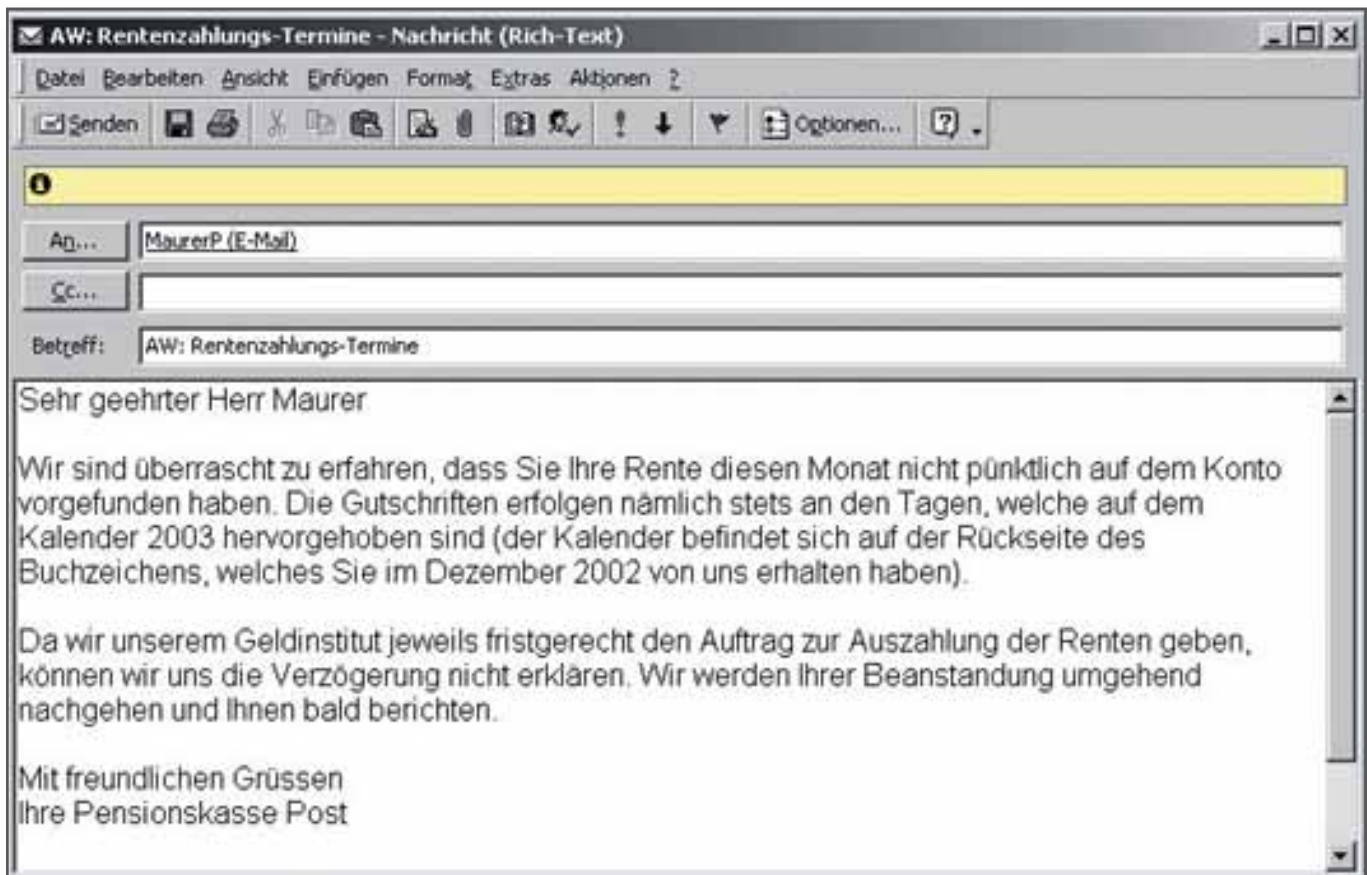 AW: Rentenzahlungs-Termine - Nachricht (Rich-Text)
Datei Bearbeiten Ansicht Einfügen Format Extras Aktionen ?
Senden Optionen...
An... MaurerP (E-Mail)
Cc...
Betreff: AW: Rentenzahlungs-Termine
Sehr geehrter Herr Maurer
Wir sind überrascht zu erfahren, dass Sie Ihre Rente diesen Monat nicht pünktlich auf dem Konto
vorgefunden haben. Die Gutschriften erfolgen nämlich stets an den Tagen, welche auf dem
Kalender 2003 hervorgehoben sind (der Kalender befindet sich auf der Rückseite des
Buchzeichens, welches Sie im Dezember 2002 von uns erhalten haben).
Da wir unserem Geldinstitut jeweils fristgerecht den Auftrag zur Auszahlung der Renten geben,
können wir uns die Verzögerung nicht erklären. Wir werden Ihrer Beanstandung umgehend
nachgehen und Ihnen bald berichten.
Mit freundlichen Grüssen
Ihre Pensionskasse Post